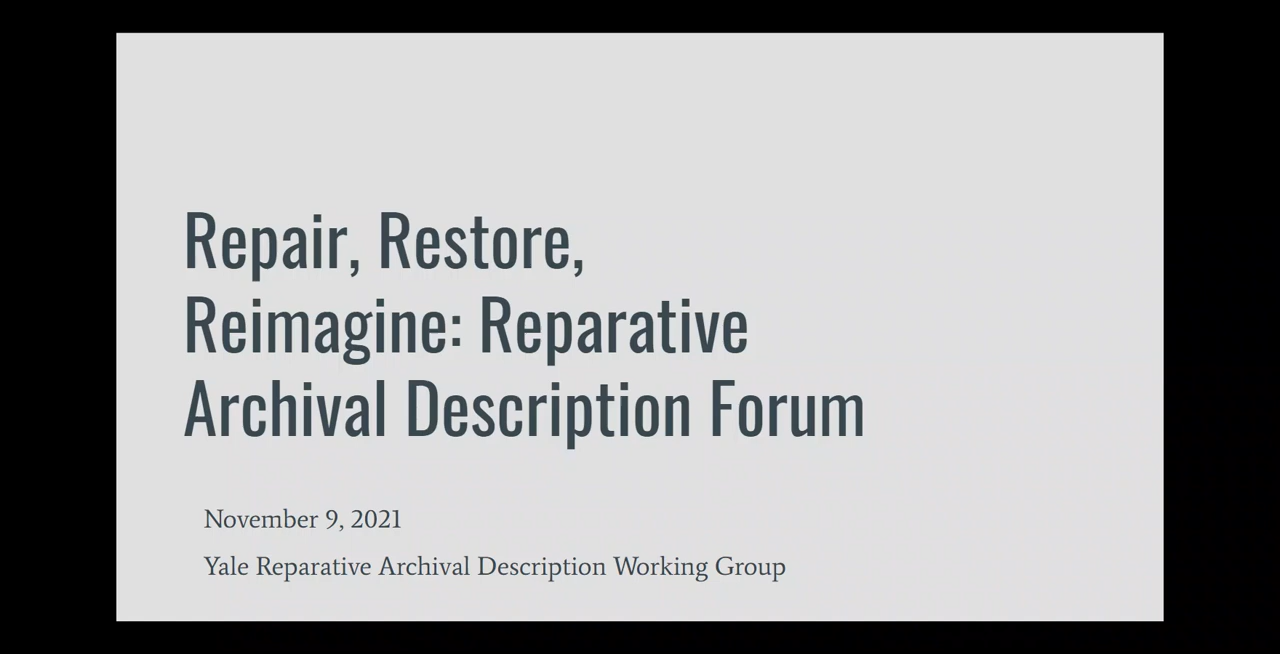 Repair, Restore,
Reimagine: Reparative
Archival Description Forum
November 9, 2021
Yale Reparative Archival Description Working Group